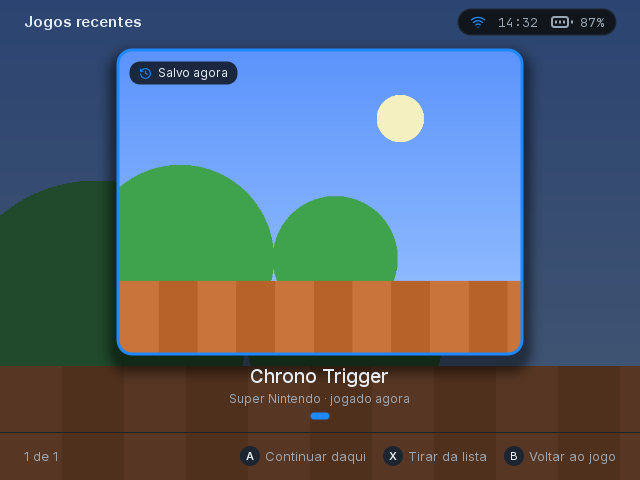 Jogos recentes
14:32
87%
Salvo agora
Chrono Trigger
Super Nintendo · jogado agora
1 de 1
A Continuar daqui
X Tirar da lista
B Voltar ao jogo